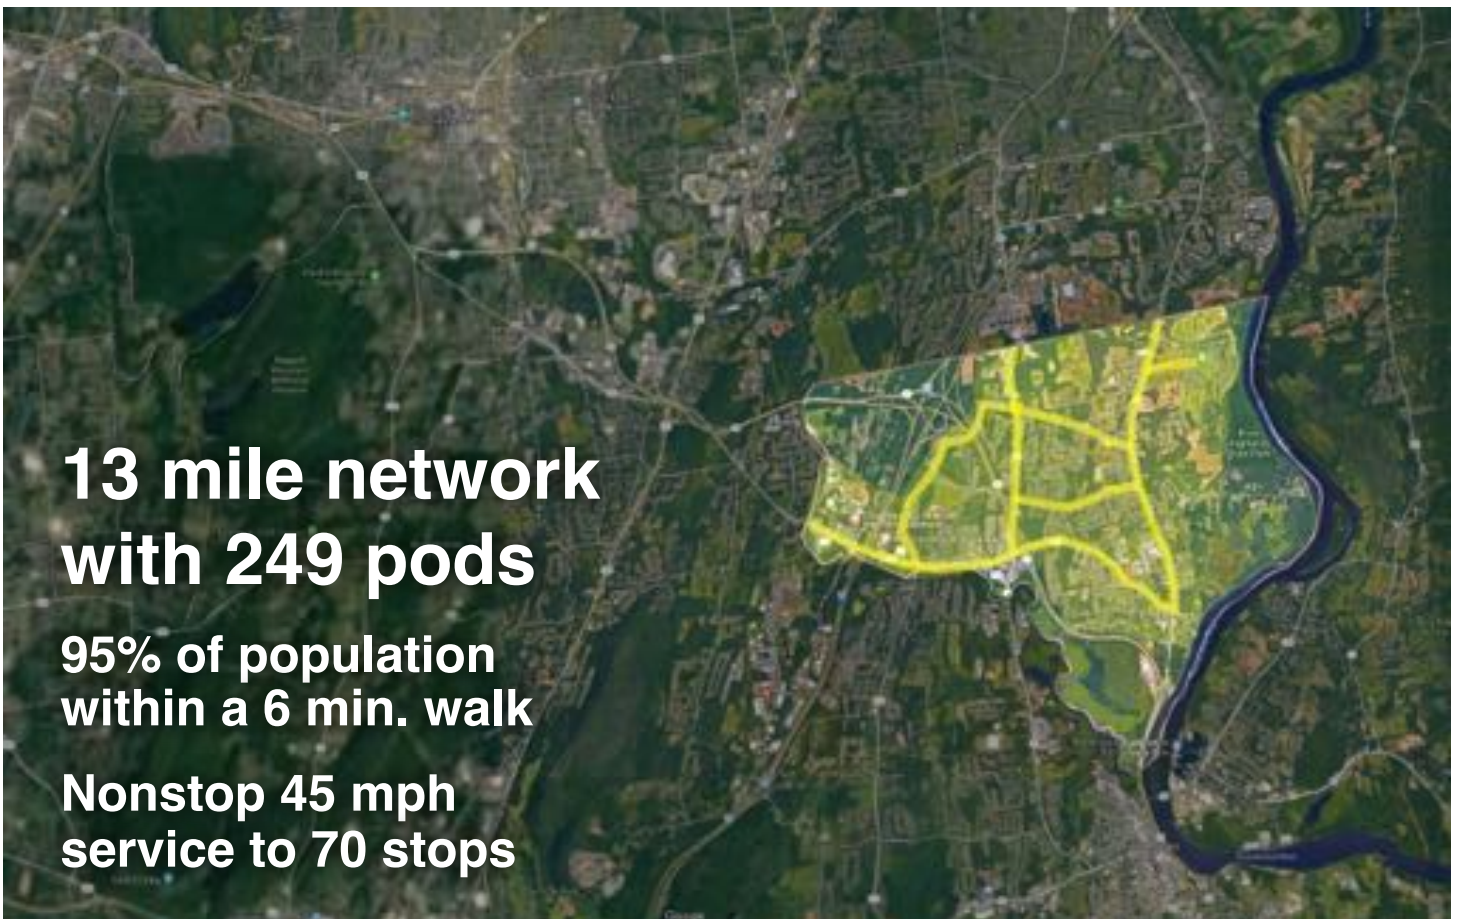 13 mile network
with 249 pods
95% of population
within a 6 min. walk
Nonstop 45 mph
service to 70 stops